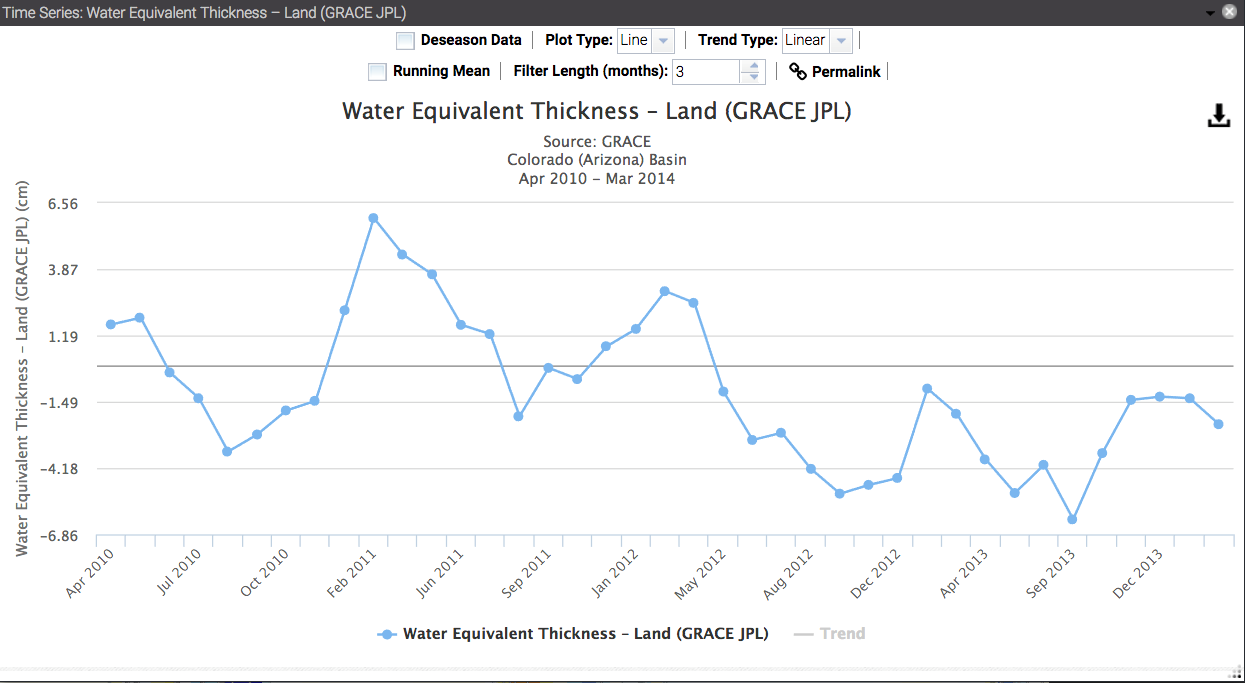 Time Series: Water Equivalent Thickness – Land (GRACE JPL)
Deseason Data Plot Type: Line Trend Type: Linear
Running Mean Filter Length (months): 3 Permalink
Water Equivalent Thickness – Land (GRACE JPL)
Source: GRACE
Colorado (Arizona) Basin
Apr 2010 – Mar 2014
Water Equivalent Thickness – Land (GRACE JPL) (cm)
6.56
3.87
1.19
-1.49
-4.18
-6.86
Apr 2010 Jul 2010 Oct 2010 Feb 2011 Jun 2011 Sep 2011 Jan 2012 May 2012 Aug 2012 Dec 2012 Apr 2013 Sep 2013 Dec 2013
Water Equivalent Thickness – Land (GRACE JPL) Trend